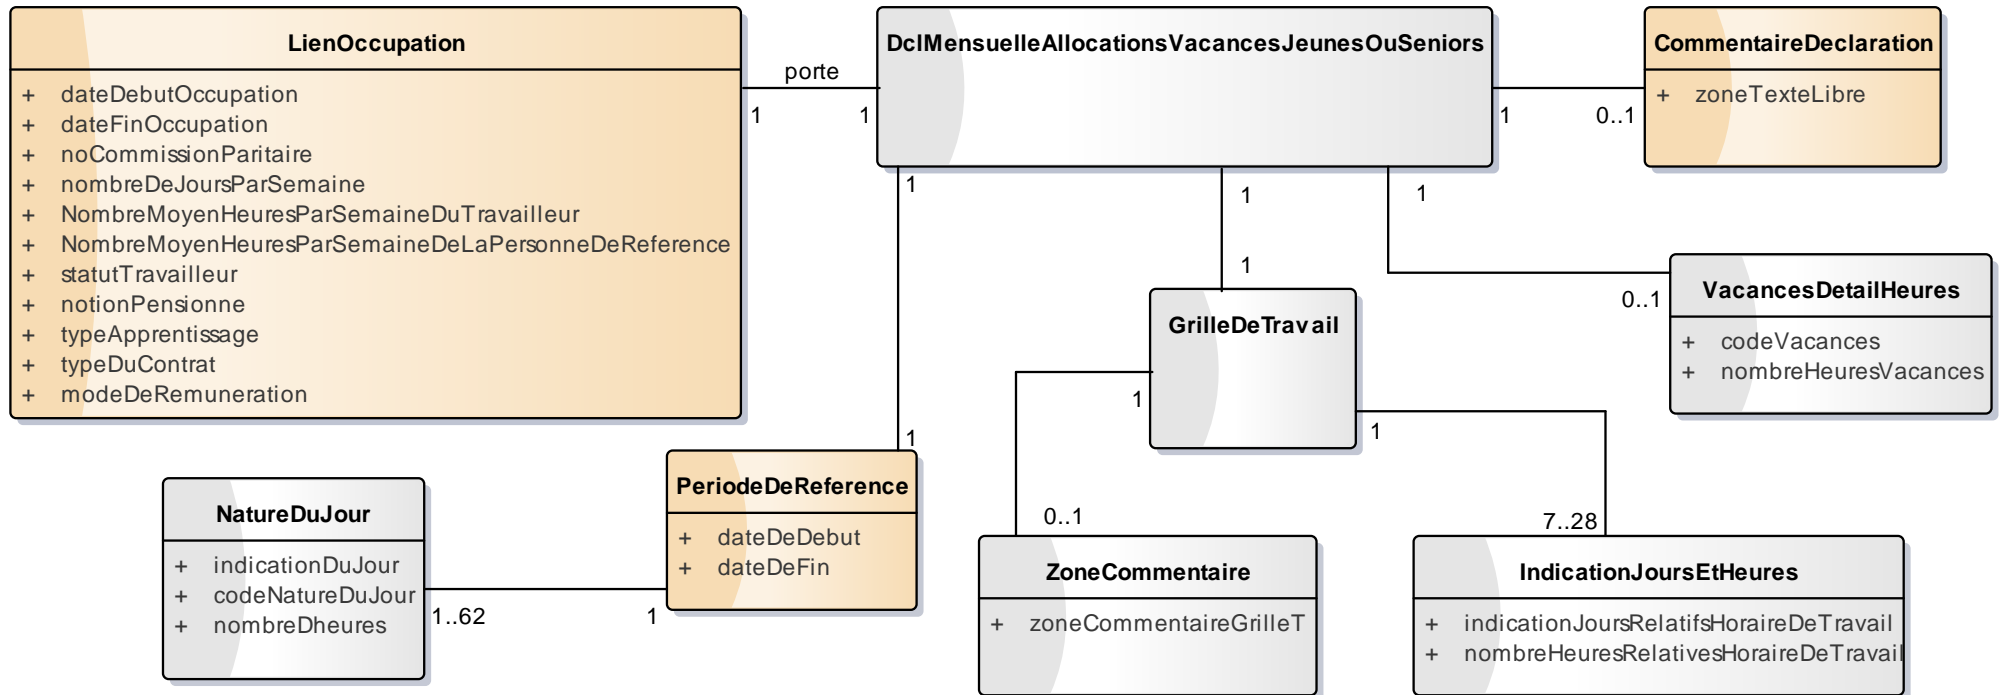 LienOccupation
+ dateDebutOccupation
+ dateFinOccupation
+ noCommissionParitaire
+ nombreDeJoursParSemaine
+ NombreMoyenHeuresParSemaineDuTravailleur
+ NombreMoyenHeuresParSemaineDeLaPersonneDeReference
+ statutTravailleur
+ notionPensionne
+ typeApprentissage
+ typeDuContrat
+ modeDeRemuneration
porte
1
1
DclMensuelleAllocationsVacancesJeunesOuSeniors
1
0..1
CommentaireDeclaration
+ zoneTexteLibre
1
1
1
1
1
0..1
VacancesDetailHeures
+ codeVacances
+ nombreHeuresVacances
GrilleDeTravail
1
1
0..1
7..28
PeriodeDeReference
+ dateDeDebut
+ dateDeFin
NatureDuJour
+ indicationDuJour
+ codeNatureDuJour
+ nombreDheures
1..62
1
ZoneCommentaire
+ zoneCommentaireGrilleT
IndicationJoursEtHeures
+ indicationJoursRelatifsHoraireDeTravail
+ nombreHeuresRelativesHoraireDeTravail